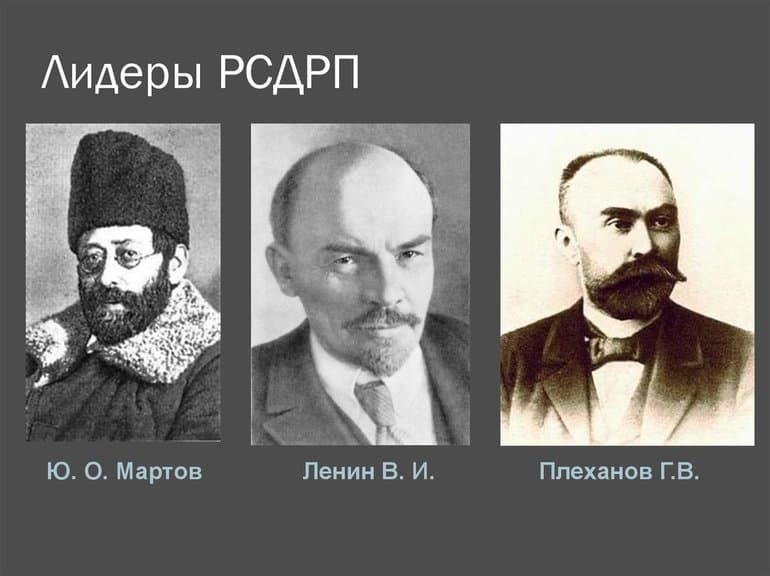 Лидеры РСДРП
Ю. О. Мартов
Ленин В. И.
Плеханов Г.В.